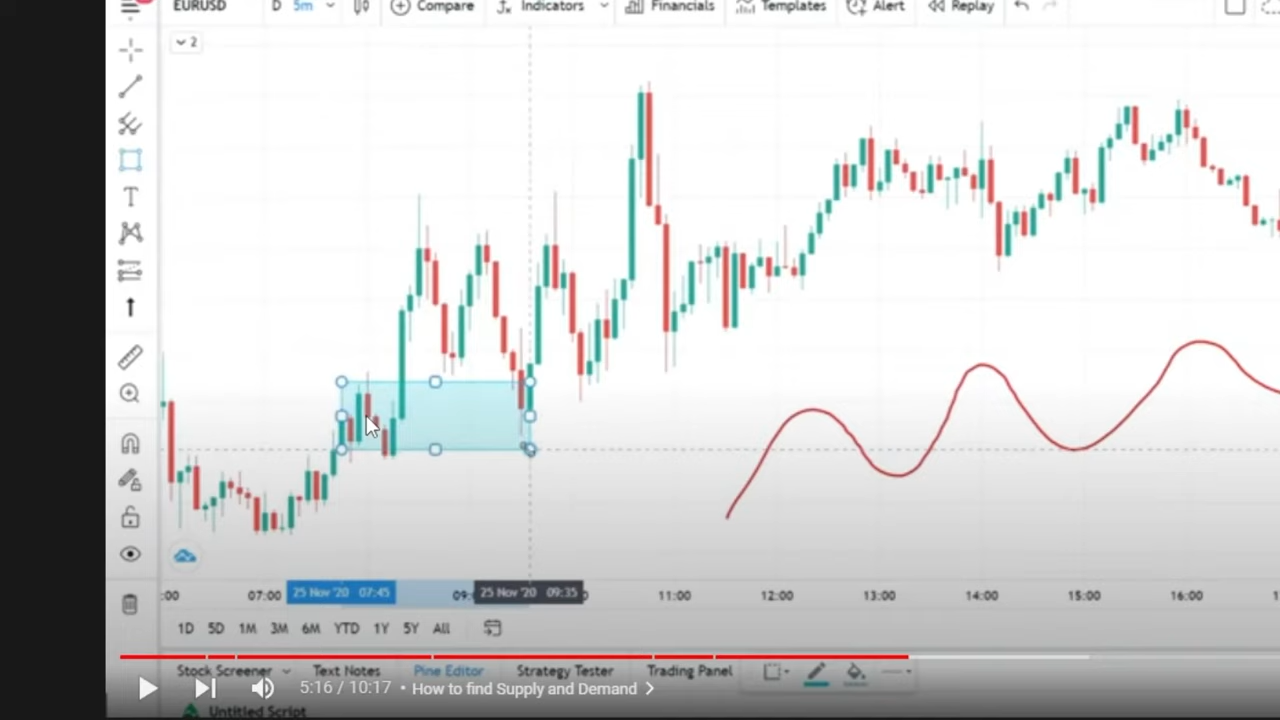 EURUSD D 5m Compare Indicators Financials Templates Alert Replay
2
T
:00 07:00 25 Nov '20 07:45 09: 25 Nov '20 09:35 11:00 12:00 13:00 14:00 15:00 16:00
1D 5D 1M 3M 6M YTD 1Y 5Y All
Stock Screener Text Notes Pine Editor Strategy Tester Trading Panel
5:16 / 10:17 • How to find Supply and Demand
Untitled Script